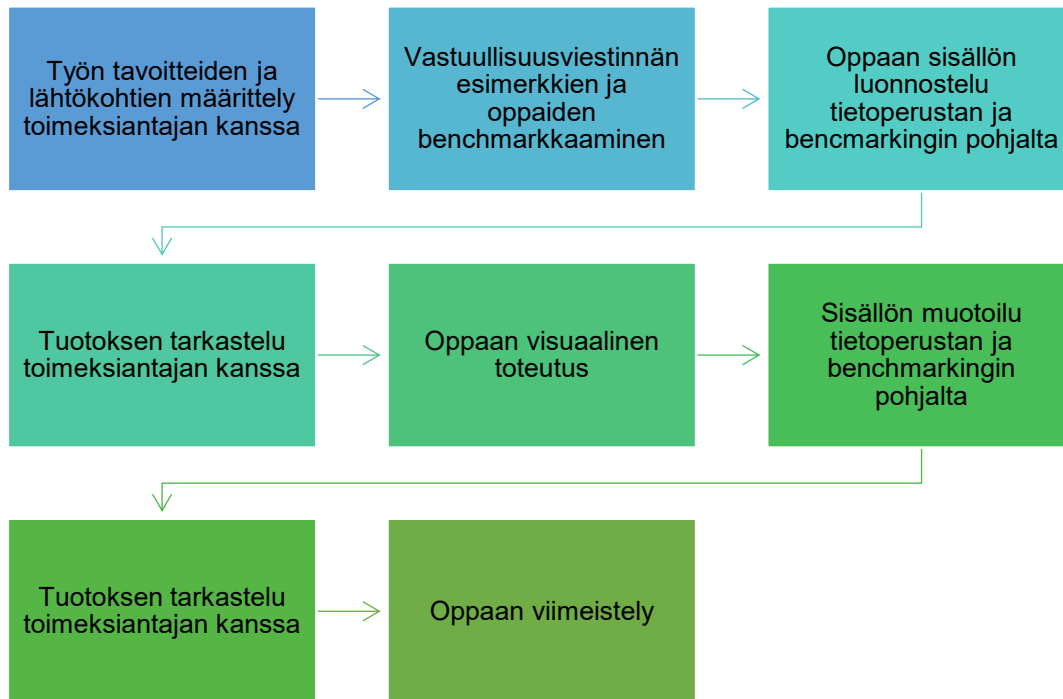 Työn tavoitteiden ja
lähtökohtien määrittely
toimeksiantajan kanssa
Vastuullisuusviestinnän
esimerkkien ja
oppaiden
benchmarkkaaminen
Oppaan sisällön
luonnostelu
tietoperustan ja
bencmarkingin pohjalta
Tuotoksen tarkastelu
toimeksiantajan kanssa
Oppaan visuaalinen
toteutus
Sisällön muotoilu
tietoperustan ja
benchmarkingin
pohjalta
Tuotoksen tarkastelu
toimeksiantajan kanssa
Oppaan viimeistely